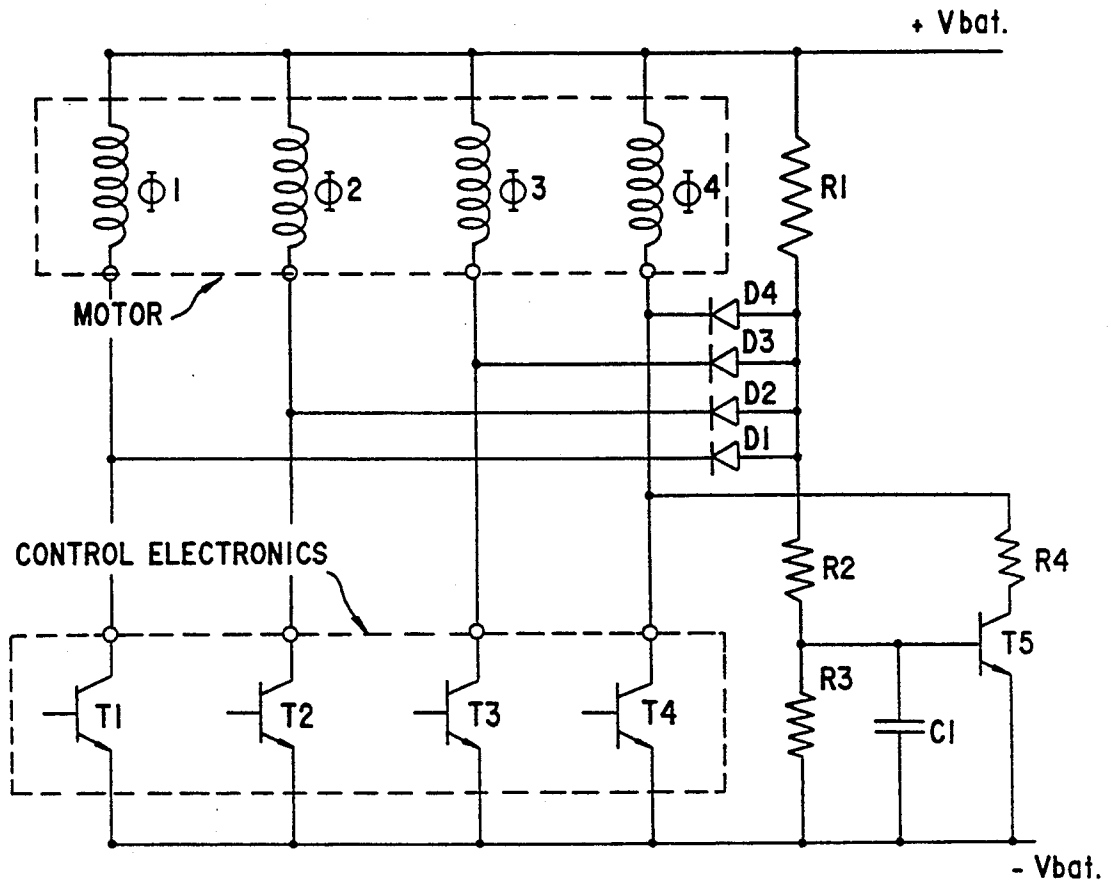 + Vbat.
Φ1
Φ2
Φ3
Φ4
R1
MOTOR
D4
D3
D2
D1
CONTROL ELECTRONICS
R2
R4
T5
R3
T1
T2
T3
T4
C1
- Vbat.